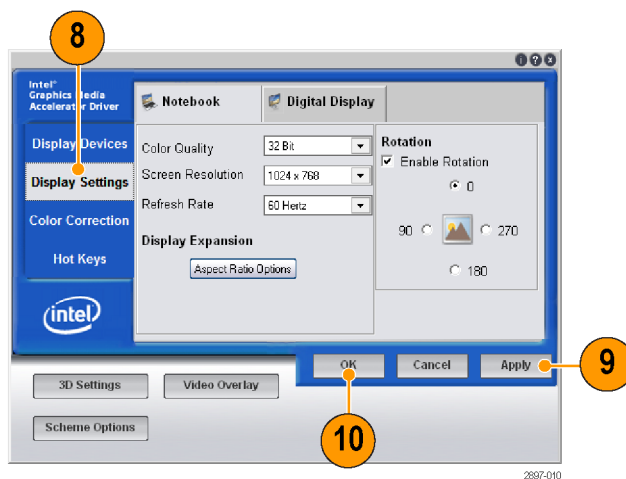 8
Intel®
Graphics Media
Accelerator Driver
Notebook
Digital Display
Display Devices
Display Settings
Color Correction
Hot Keys
intel
Color Quality
32 Bit
Screen Resolution
1024 x 768
Refresh Rate
60 Hertz
Display Expansion
Aspect Ratio Options
Rotation
Enable Rotation
0
90
270
180
OK
Cancel
Apply
9
3D Settings
Video Overlay
Scheme Options
10
2897-010